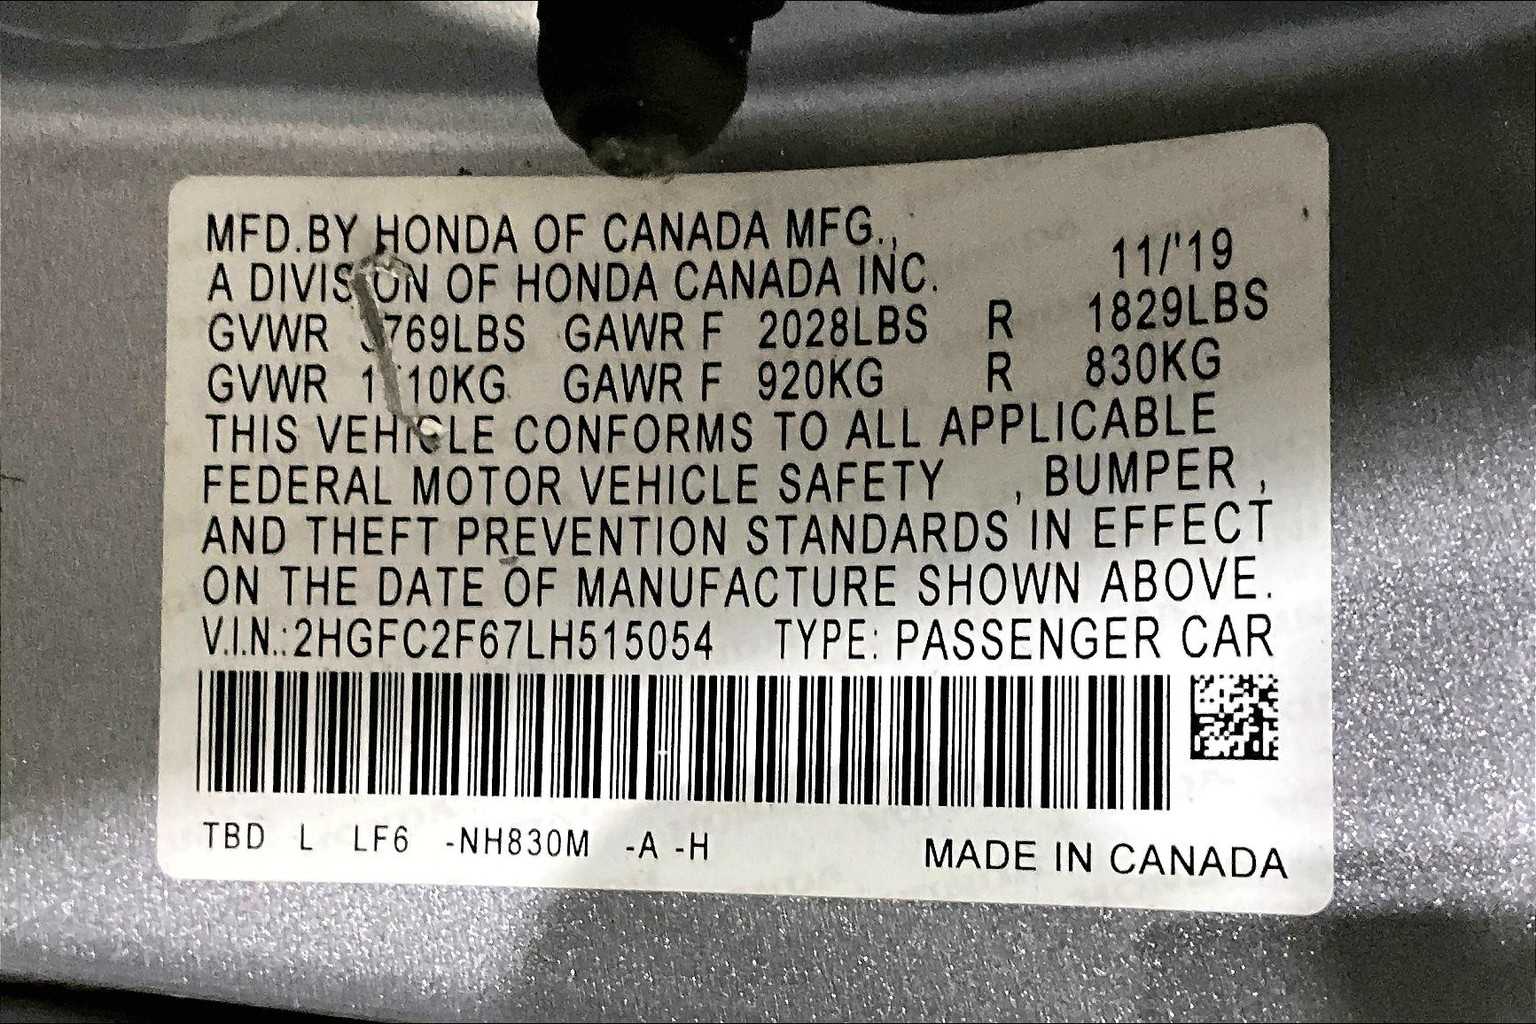 MFD.BY HONDA OF CANADA MFG.,
A DIVISION OF HONDA CANADA INC. 11/'19
GVWR GAWR F 2028LBS R 1829LBS
GVWR GAWR F 920KG R 830KG
THIS VEHICLE CONFORMS TO ALL APPLICABLE
FEDERAL MOTOR VEHICLE SAFETY , BUMPER ,
AND THEFT PREVENTION STANDARDS IN EFFECT
ON THE DATE OF MANUFACTURE SHOWN ABOVE.
V.I.N.:2HGFC2F67LH515054 TYPE: PASSENGER CAR
TBD L LF6 -NH830M -A -H MADE IN CANADA